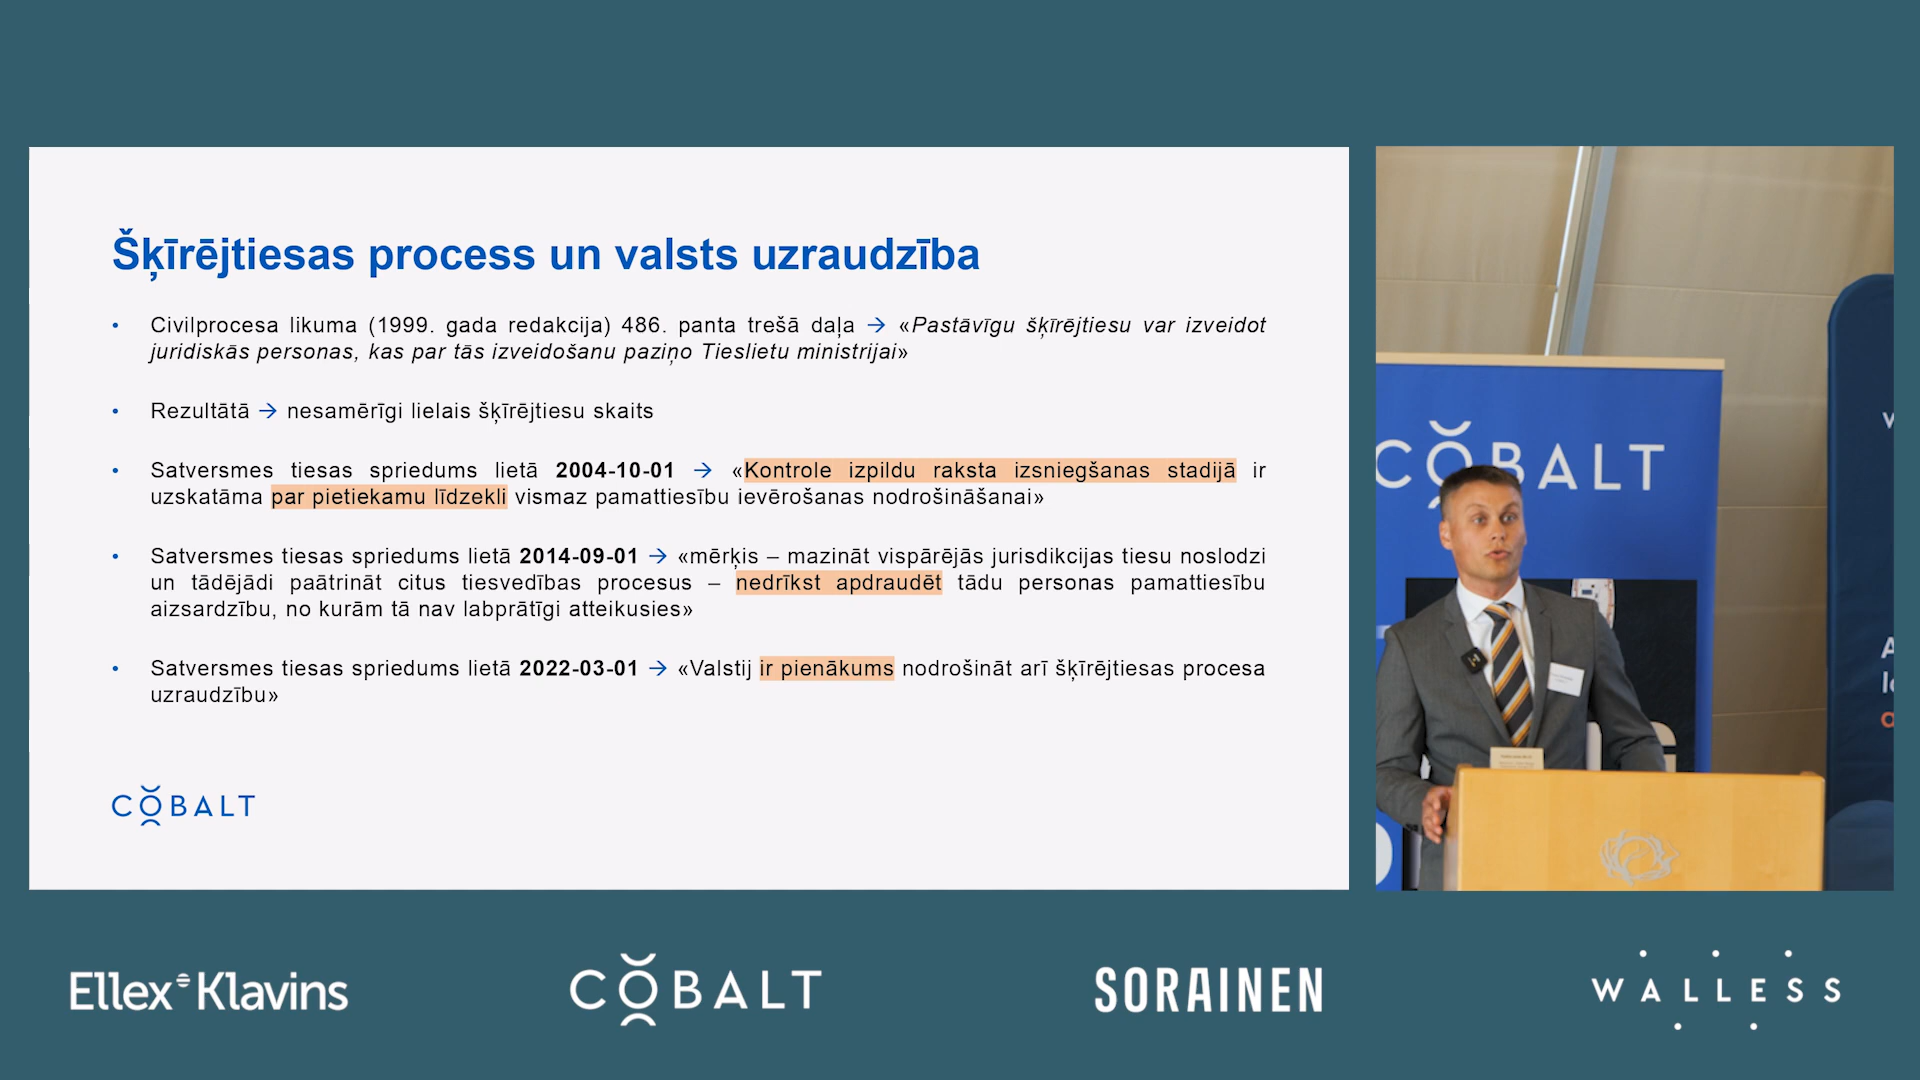 Šķīrējtiesas process un valsts uzraudzība
• Civilprocesa likuma (1999. gada redakcija) 486. panta trešā daļa → «Pastāvīgu šķīrējtiesu var izveidot
juridiskās personas, kas par tās izveidošanu paziņo Tieslietu ministrijai»
• Rezultātā → nesamērīgi lielais šķīrējtiesu skaits
• Satversmes tiesas spriedums lietā 2004-10-01 → «Kontrole izpildu raksta izsniegšanas stadijā ir
uzskatāma par pietiekamu līdzekli vismaz pamattiesību ievērošanas nodrošināšanai»
• Satversmes tiesas spriedums lietā 2014-09-01 → «mērķis – mazināt vispārējās jurisdikcijas tiesu noslodzi
un tādējādi paātrināt citus tiesvedības procesus – nedrīkst apdraudēt tādu personas pamattiesību
aizsardzību, no kurām tā nav labprātīgi atteikusies»
• Satversmes tiesas spriedums lietā 2022-03-01 → «Valstij ir pienākums nodrošināt arī šķīrējtiesas procesa
uzraudzību»
COBALT
COBALT
Ellex Klavins
COBALT
SORAINEN
WALLESS